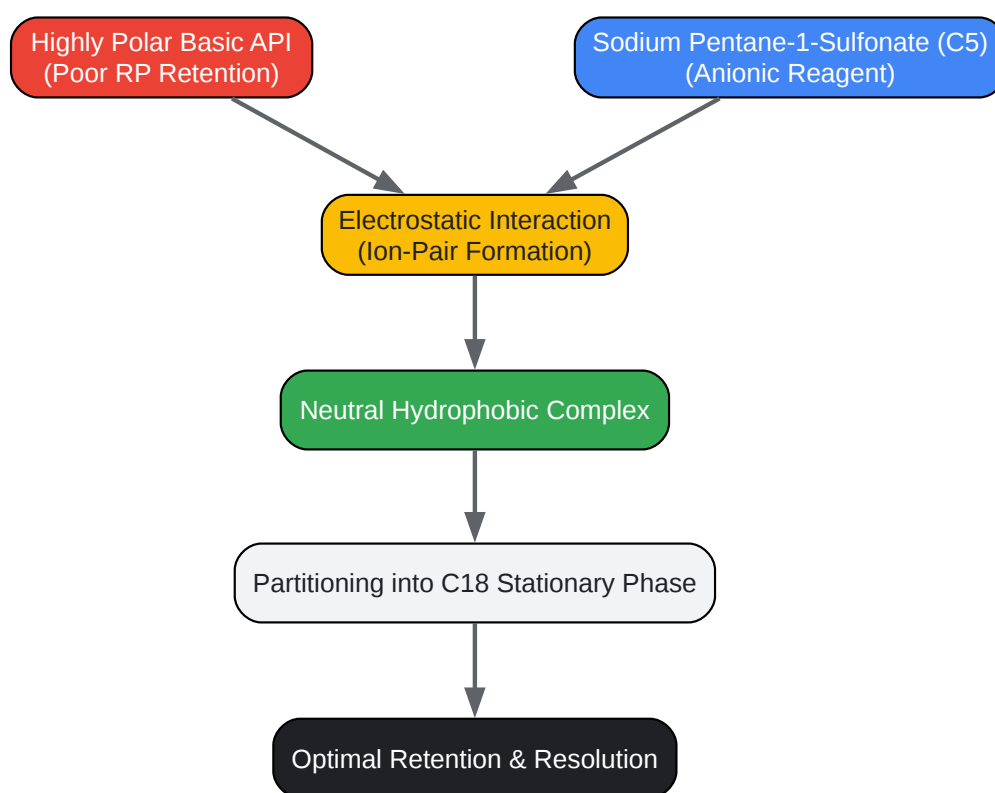 Highly Polar Basic API
(Poor RP Retention)
Sodium Pentane-1-Sulfonate (C5)
(Anionic Reagent)
Electrostatic Interaction
(Ion-Pair Formation)
Neutral Hydrophobic Complex
Partitioning into C18 Stationary Phase
Optimal Retention & Resolution